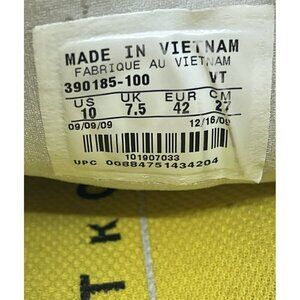 MADE IN VIETNAM
FABRIQUE AU VIETNAM
390185-100 VT
US UK EUR CM
10 7.5 42 27
09/09/09 12/16/09
101907033
UPC 00884751434204
TKO